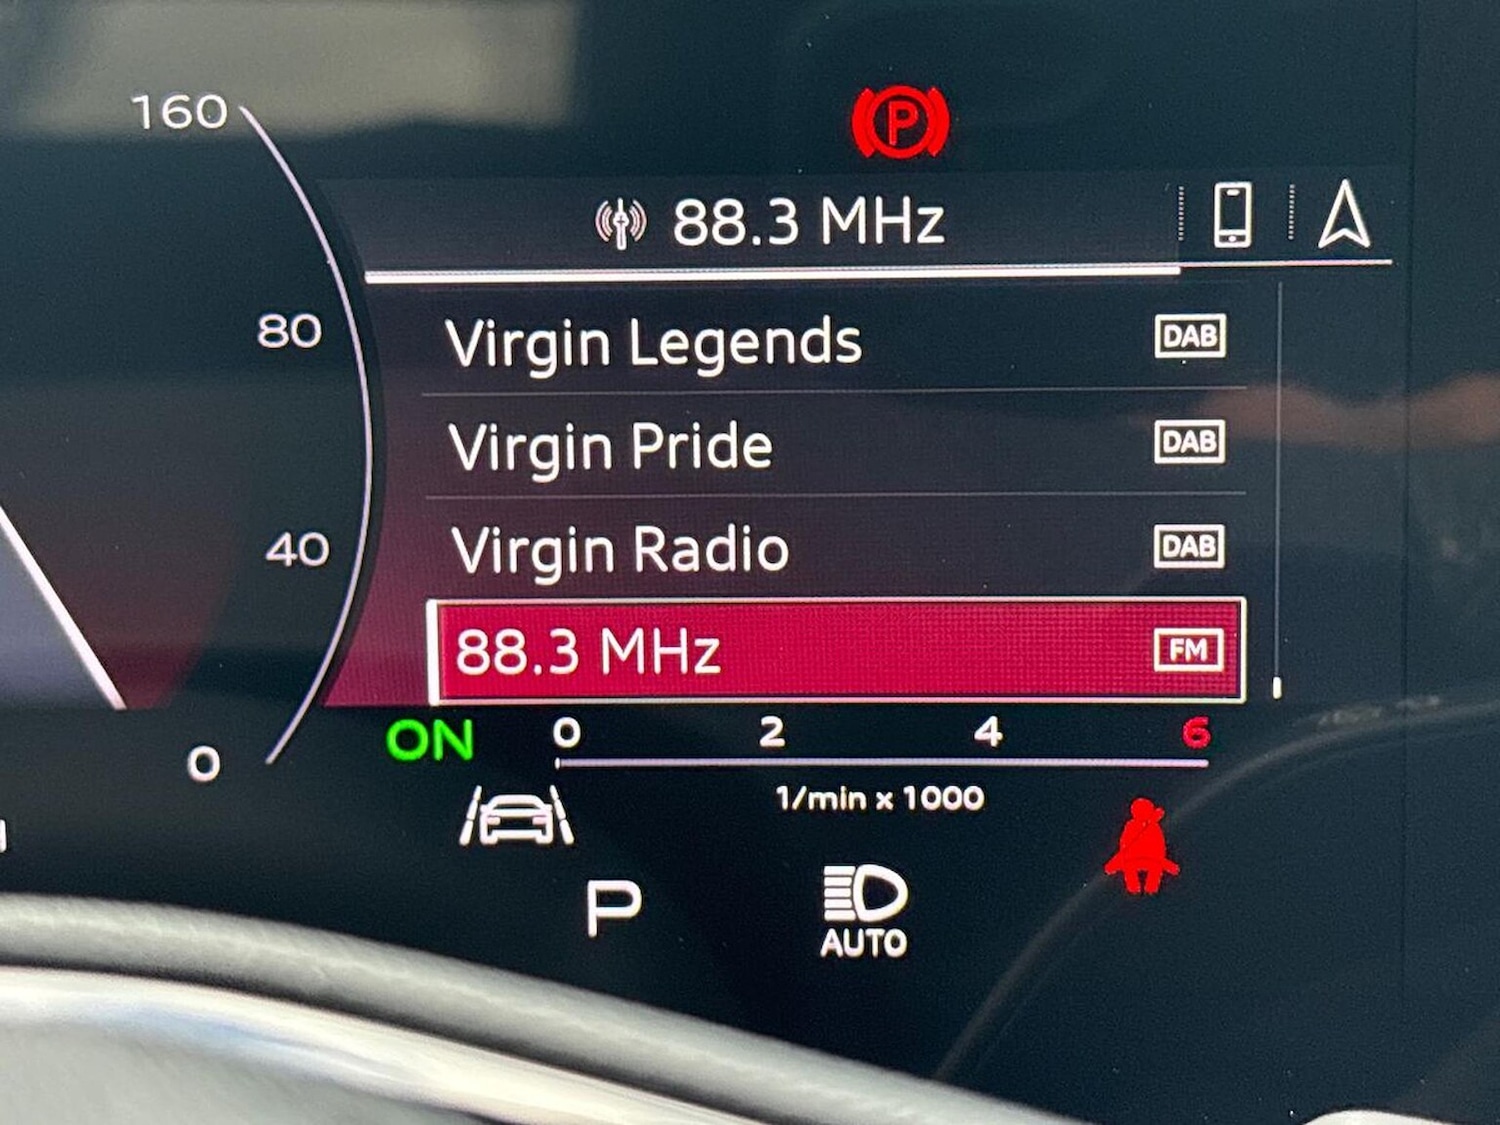 160
P
88.3 MHz
80
Virgin Legends DAB
Virgin Pride DAB
40
Virgin Radio DAB
88.3 MHz FM
0
ON 0 2 4 6
1/min x 1000
P
AUTO